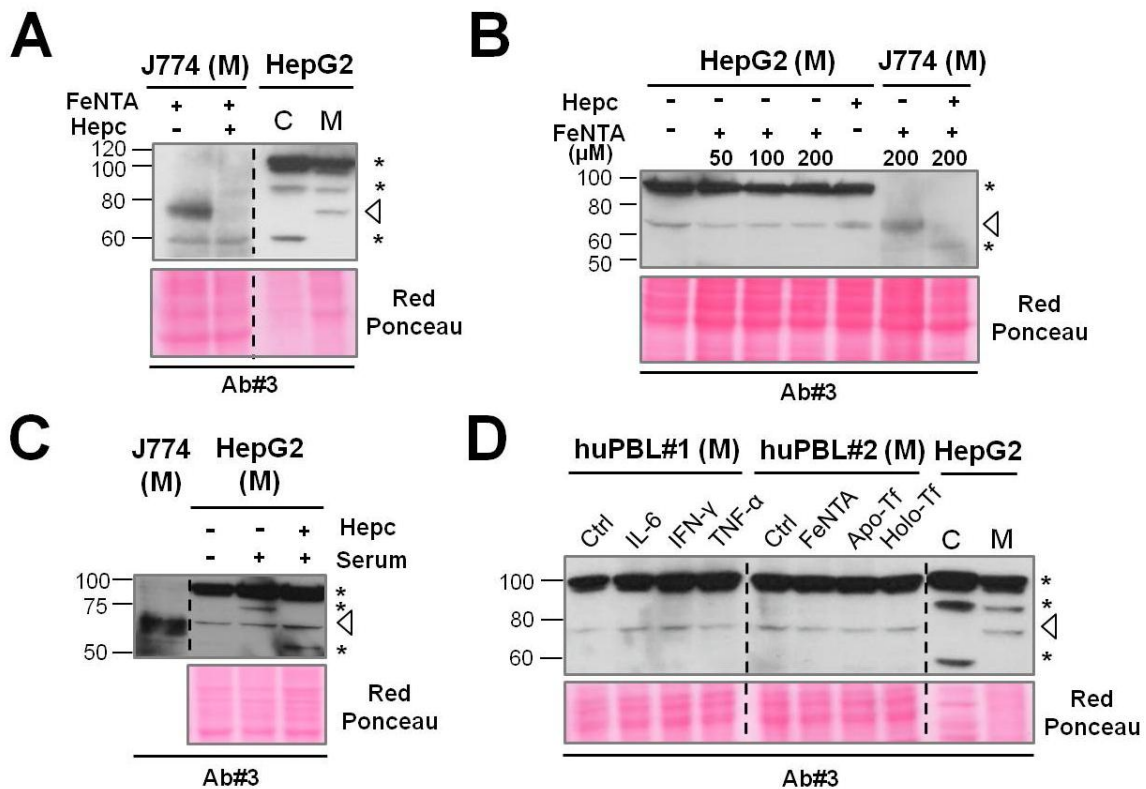 A
J774 (M) HepG2
FeNTA + +
Hepc - + C M
120
100 *
80 *
60 *
Red
Ponceau
Ab#3
B
HepG2 (M) J774 (M)
Hepc - - - - + - +
FeNTA - + + + - + +
(µM) 50 100 200 200 200
100 *
80
60 *
50
Red
Ponceau
Ab#3
C
J774 HepG2
(M) (M)
- - + Hepc
- + + Serum
100 *
75 *
50 *
Red
Ponceau
Ab#3
D
huPBL#1 (M) huPBL#2 (M) HepG2
Ctrl IL-6 IFN-γ TNF-α Ctrl FeNTA Apo-Tf Holo-Tf C M
100 *
80 *
60 *
Red
Ponceau
Ab#3